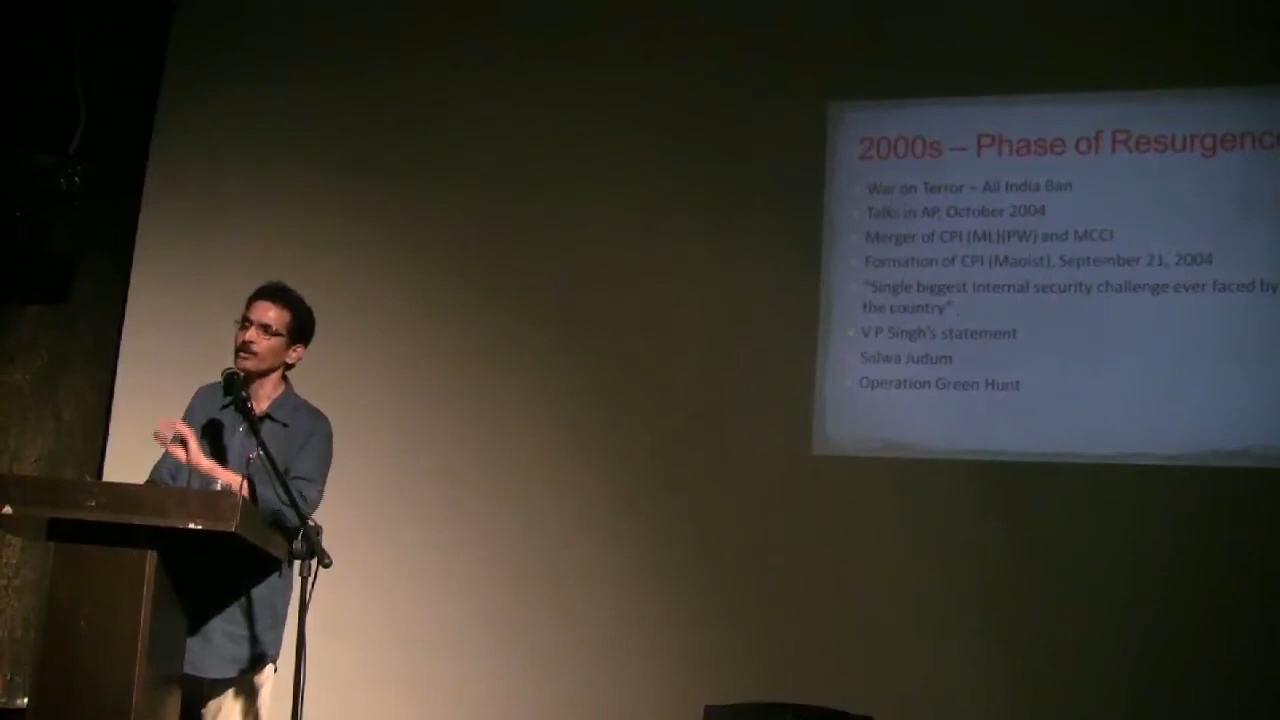 2000s – Phase of Resurgence
War on Terror – All India Ban
Talks in AP, October 2004
Merger of CPI (ML)(PW) and MCCI
Formation of CPI (Maoist), September 21, 2004
"Single biggest internal security challenge ever faced by
the country"
V P Singh's statement
Salwa Judum
Operation Green Hunt